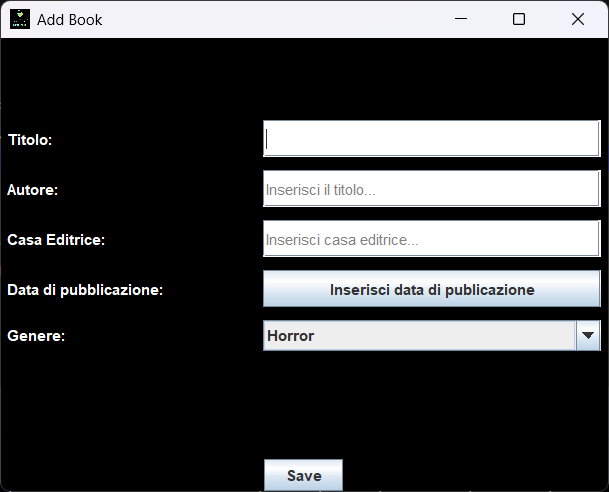 Add Book
Titolo:
Autore: Inserisci il titolo...
Casa Editrice: Inserisci casa editrice...
Data di pubblicazione: Inserisci data di publicazione
Genere: Horror
Save